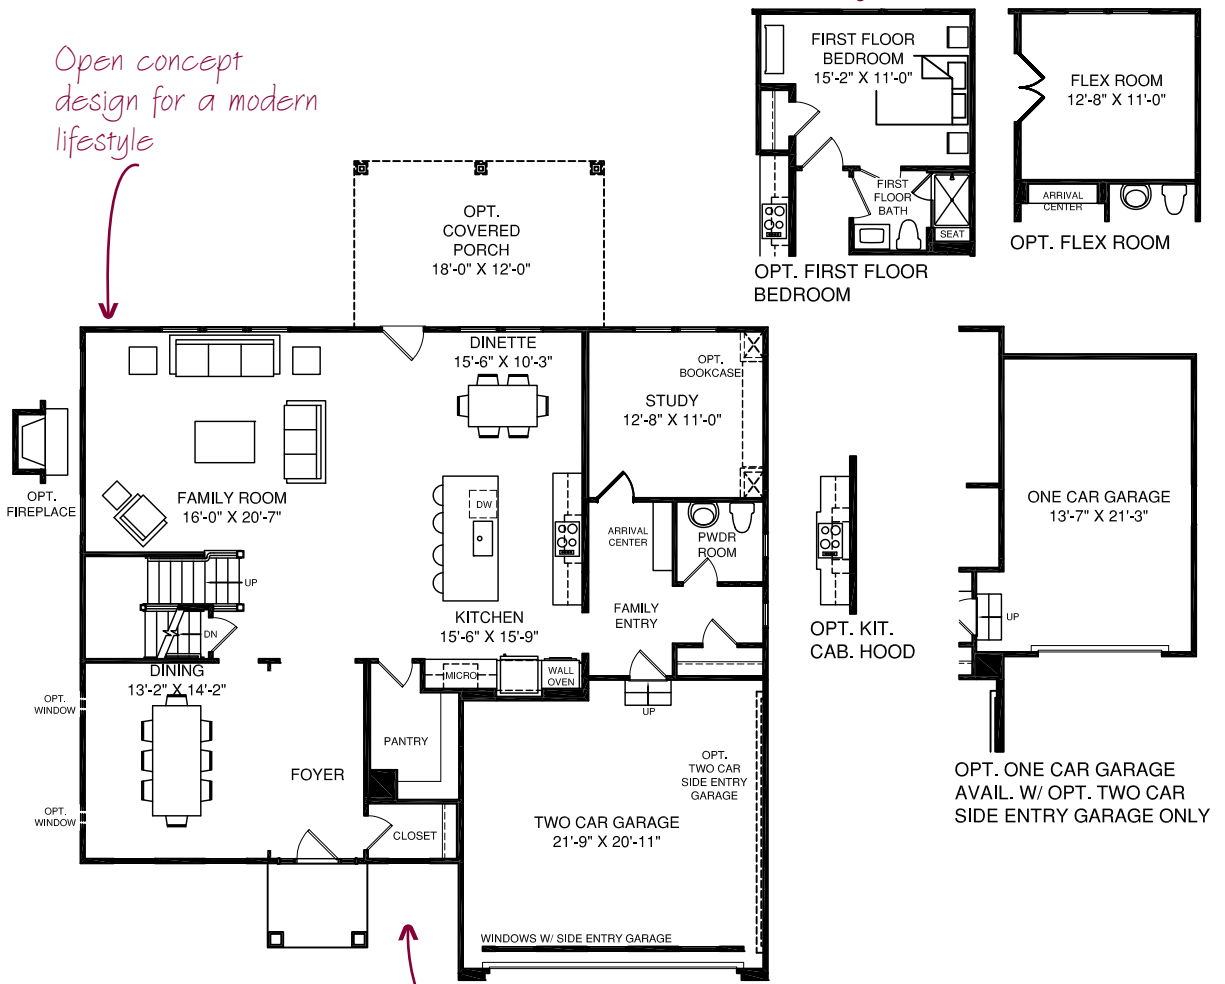 Open concept
design for a modern
lifestyle
FIRST FLOOR
BEDROOM
15'-2" X 11'-0"
FIRST
FLOOR
BATH
SEAT
OPT. FIRST FLOOR
BEDROOM
FLEX ROOM
12'-8" X 11'-0"
ARRIVAL
CENTER
OPT. FLEX ROOM
OPT.
COVERED
PORCH
18'-0" X 12'-0"
DINETTE
15'-6" X 10'-3"
OPT.
BOOKCASE
STUDY
12'-8" X 11'-0"
OPT.
FIREPLACE
FAMILY ROOM
16'-0" X 20'-7"
DW
ARRIVAL
CENTER
PWDR
ROOM
UP
DN
KITCHEN
15'-6" X 15'-9"
FAMILY
ENTRY
MICRO
WALL
OVEN
UP
DINING
13'-2" X 14'-2"
OPT.
WINDOW
OPT.
WINDOW
FOYER
PANTRY
CLOSET
OPT.
TWO CAR
SIDE ENTRY
GARAGE
TWO CAR GARAGE
21'-9" X 20'-11"
WINDOWS W/ SIDE ENTRY GARAGE
OPT. KIT.
CAB. HOOD
ONE CAR GARAGE
13'-7" X 21'-3"
UP
OPT. ONE CAR GARAGE
AVAIL. W/ OPT. TWO CAR
SIDE ENTRY GARAGE ONLY